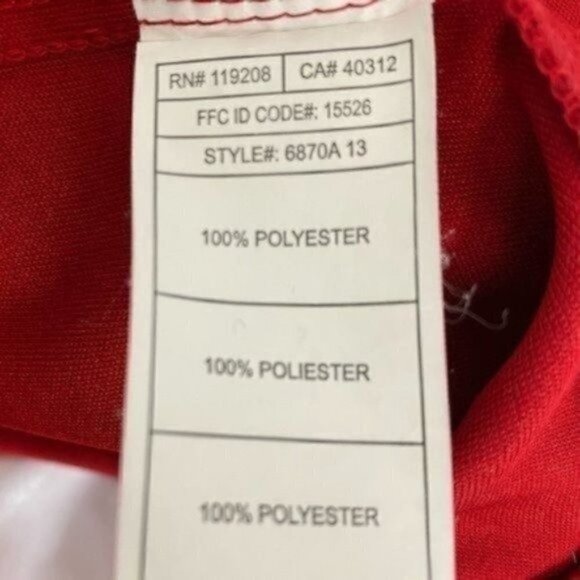 RN# 119208 CA# 40312
FFC ID CODE#: 15526
STYLE#: 6870A 13
100% POLYESTER
100% POLIESTER
100% POLYESTER